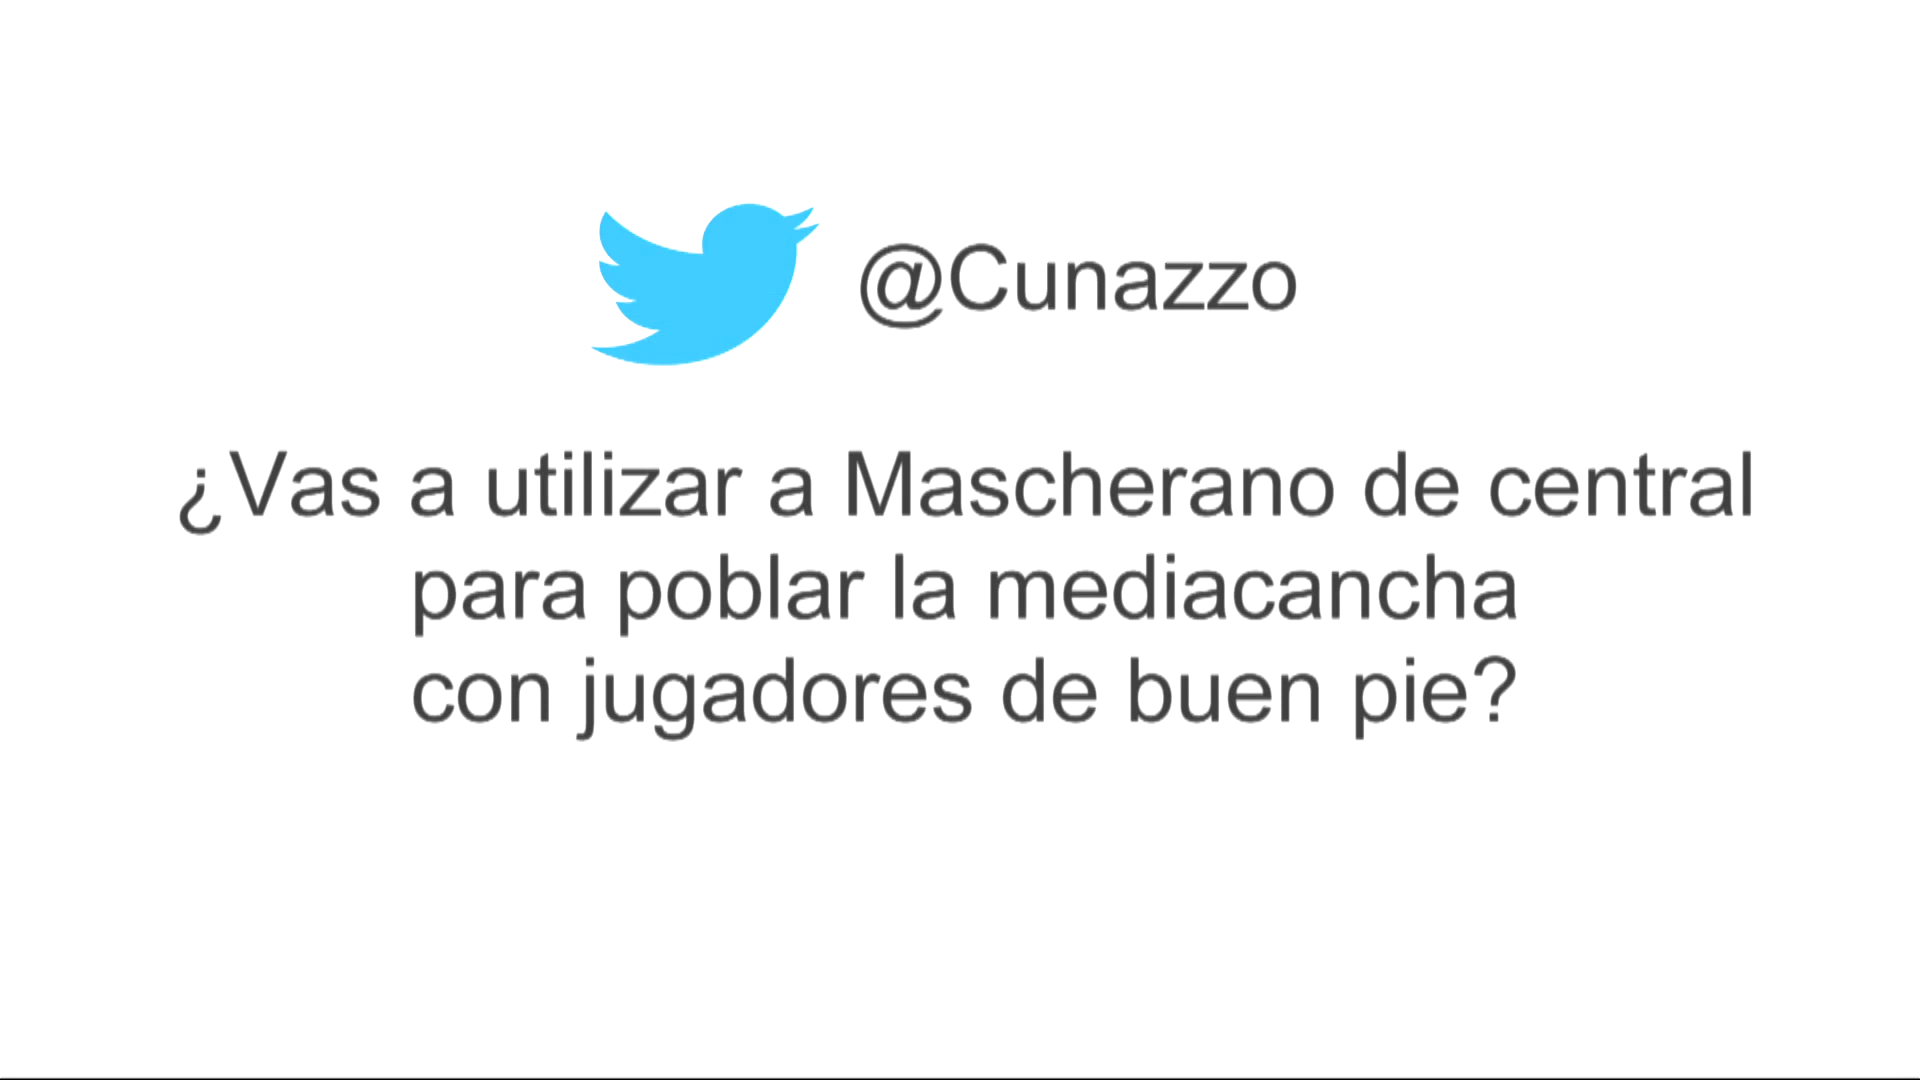 @Cunazzo
¿Vas a utilizar a Mascherano de central
para poblar la mediacancha
con jugadores de buen pie?